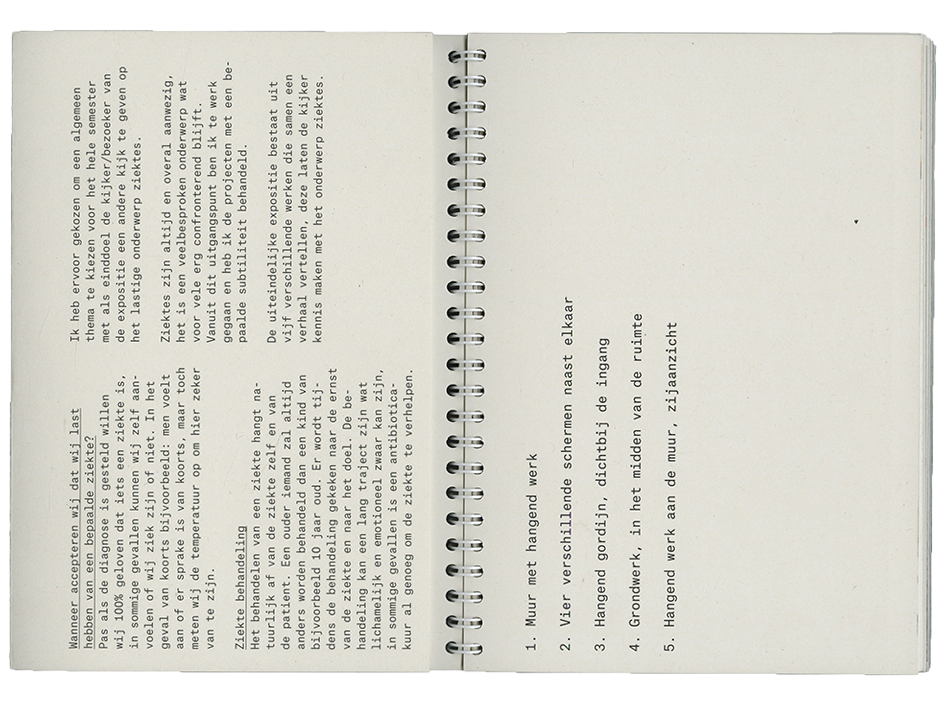 Wanneer accepteren wij dat wij last
hebben van een bepaalde ziekte?
Pas als de diagnose is gesteld willen
wij 100% geloven dat iets een ziekte is,
in sommige gevallen kunnen wij zelf aan-
voelen of wij ziek zijn of niet. In het
geval van koorts bijvoorbeeld: men voelt
aan of er sprake is van koorts, maar toch
meten wij de temperatuur op om hier zeker
van te zijn.
Ziekte behandeling
Het behandelen van een ziekte hangt na-
tuurlijk af van de ziekte zelf en van
de patient. Een ouder iemand zal altijd
anders worden behandeld dan een kind van
bijvoorbeeld 10 jaar oud. Er wordt tij-
dens de behandeling gekeken naar de ernst
van de ziekte en naar het doel. De be-
handeling kan een lang traject zijn wat
lichamelijk en emotioneel zwaar kan zijn,
in sommige gevallen is een antibiotica-
kuur al genoeg om de ziekte te verhelpen.
Ik heb ervoor gekozen om een algemeen
thema te kiezen voor het hele semester
met als einddoel de kijker/bezoeker van
de expositie een andere kijk te geven op
het lastige onderwerp ziektes.
Ziektes zijn altijd en overal aanwezig,
het is een veelbesproken onderwerp wat
voor vele erg confronterend blijft.
Vanuit dit uitgangspunt ben ik te werk
gegaan en heb ik de projecten met een be-
paalde subtiliteit behandeld.
De uiteindelijke expositie bestaat uit
vijf verschillende werken die samen een
verhaal vertellen, deze laten de kijker
kennis maken met het onderwerp ziektes.
1. Muur met hangend werk
2. Vier verschillende schermen naast elkaar
3. Hangend gordijn, dichtbij de ingang
4. Grondwerk, in het midden van de ruimte
5. Hangend werk aan de muur, zijaanzicht